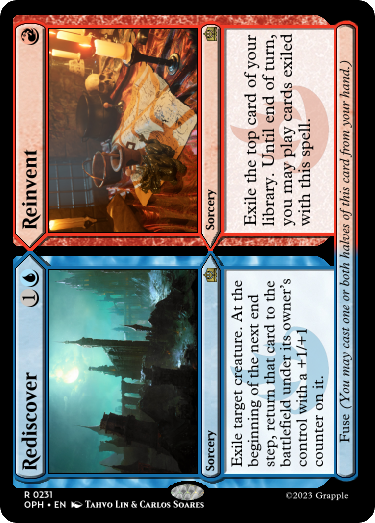 Rediscover 1
Sorcery
Exile target creature. At the
beginning of the next end
step, return that card to the
battlefield under its owner's
control with a +1/+1
counter on it.
Reinvent
Sorcery
Exile the top card of your
library. Until end of turn,
you may play cards exiled
with this spell.
Fuse (You may cast one or both halves of this card from your hand.)
R 0231
OPH • EN Tahvo Lin & Carlos Soares
©2023 Grapple